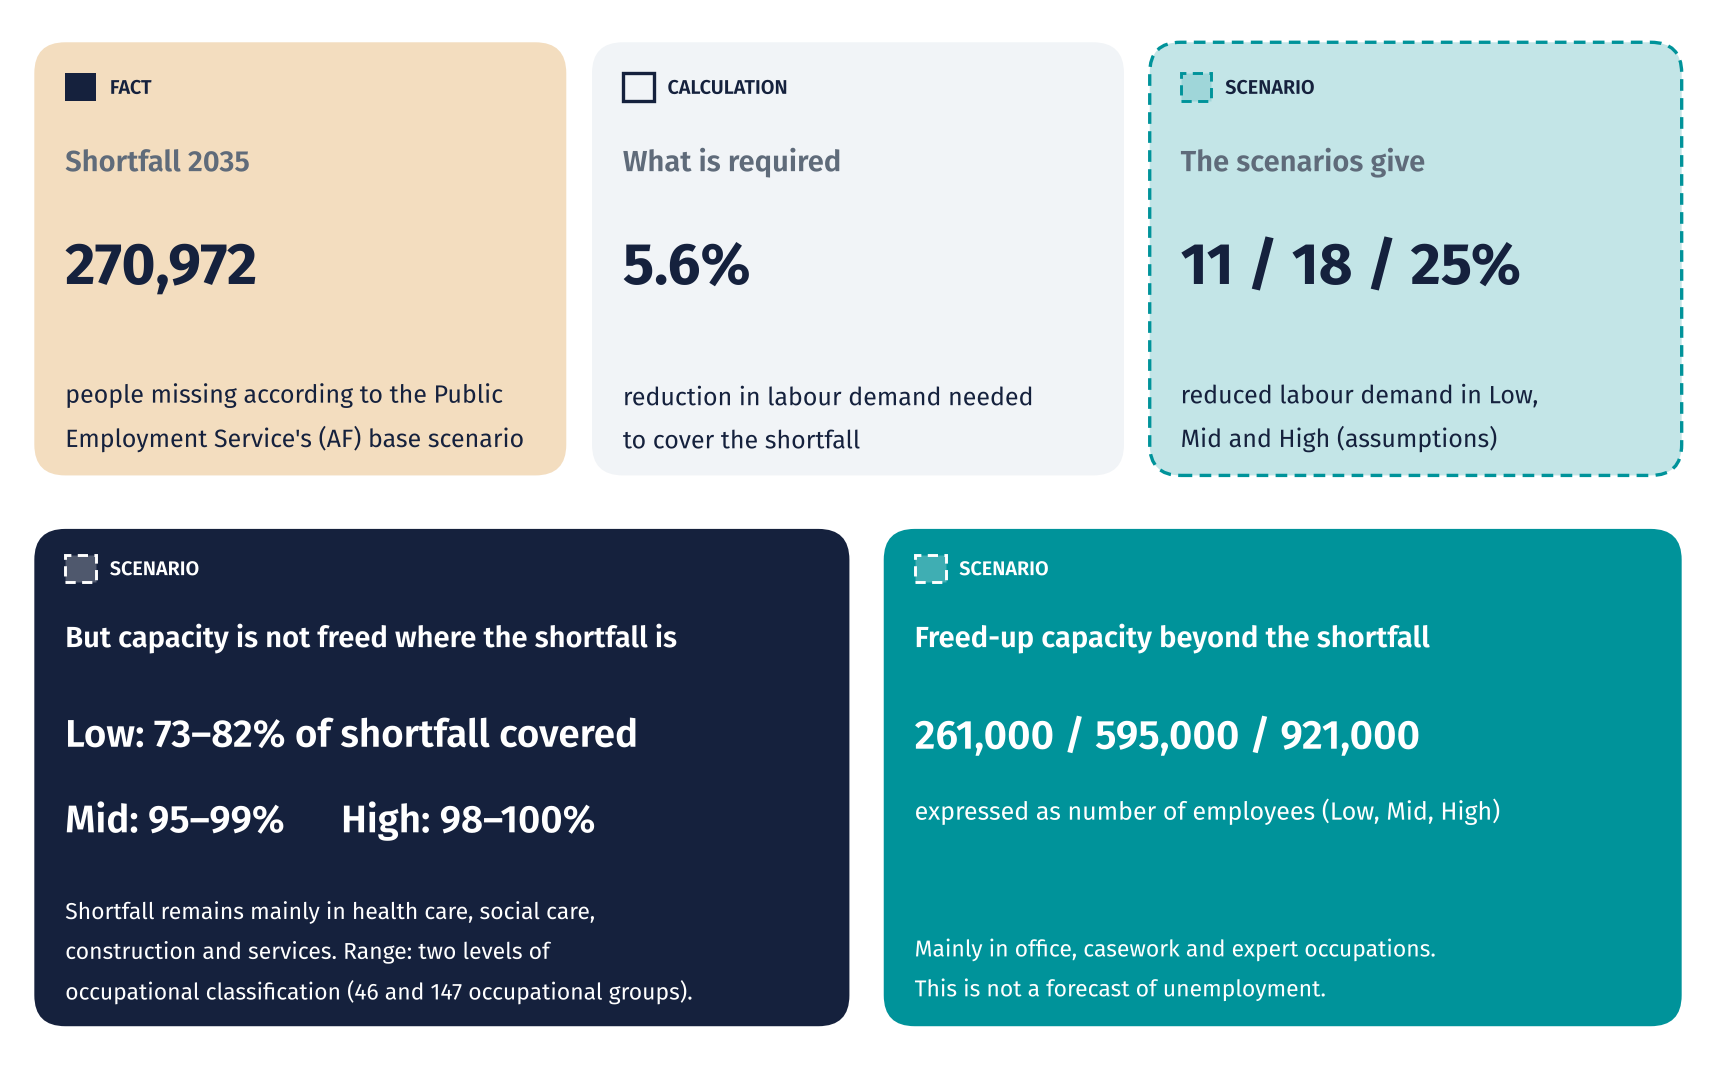 FACT
Shortfall 2035
270,972
people missing according to the Public
Employment Service's (AF) base scenario
CALCULATION
What is required
5.6%
reduction in labour demand needed
to cover the shortfall
SCENARIO
The scenarios give
11 / 18 / 25%
reduced labour demand in Low,
Mid and High (assumptions)
SCENARIO
But capacity is not freed where the shortfall is
Low: 73–82% of shortfall covered
Mid: 95–99% High: 98–100%
Shortfall remains mainly in health care, social care,
construction and services. Range: two levels of
occupational classification (46 and 147 occupational groups).
SCENARIO
Freed-up capacity beyond the shortfall
261,000 / 595,000 / 921,000
expressed as number of employees (Low, Mid, High)
Mainly in office, casework and expert occupations.
This is not a forecast of unemployment.